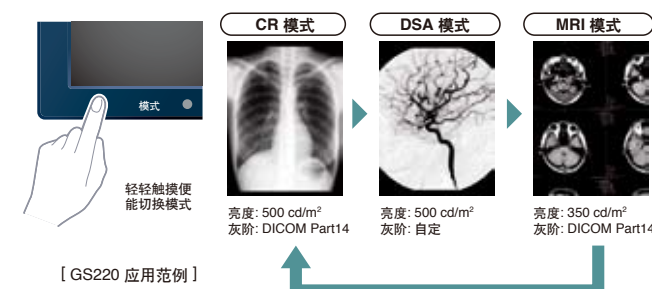 CR 模式
DSA 模式
MRI 模式
模式
轻轻触摸便
能切换模式
亮度: 500 cd/m²
灰阶: DICOM Part14
亮度: 500 cd/m²
灰阶: 自定
亮度: 350 cd/m²
灰阶: DICOM Part14
[ GS220 应用范例 ]